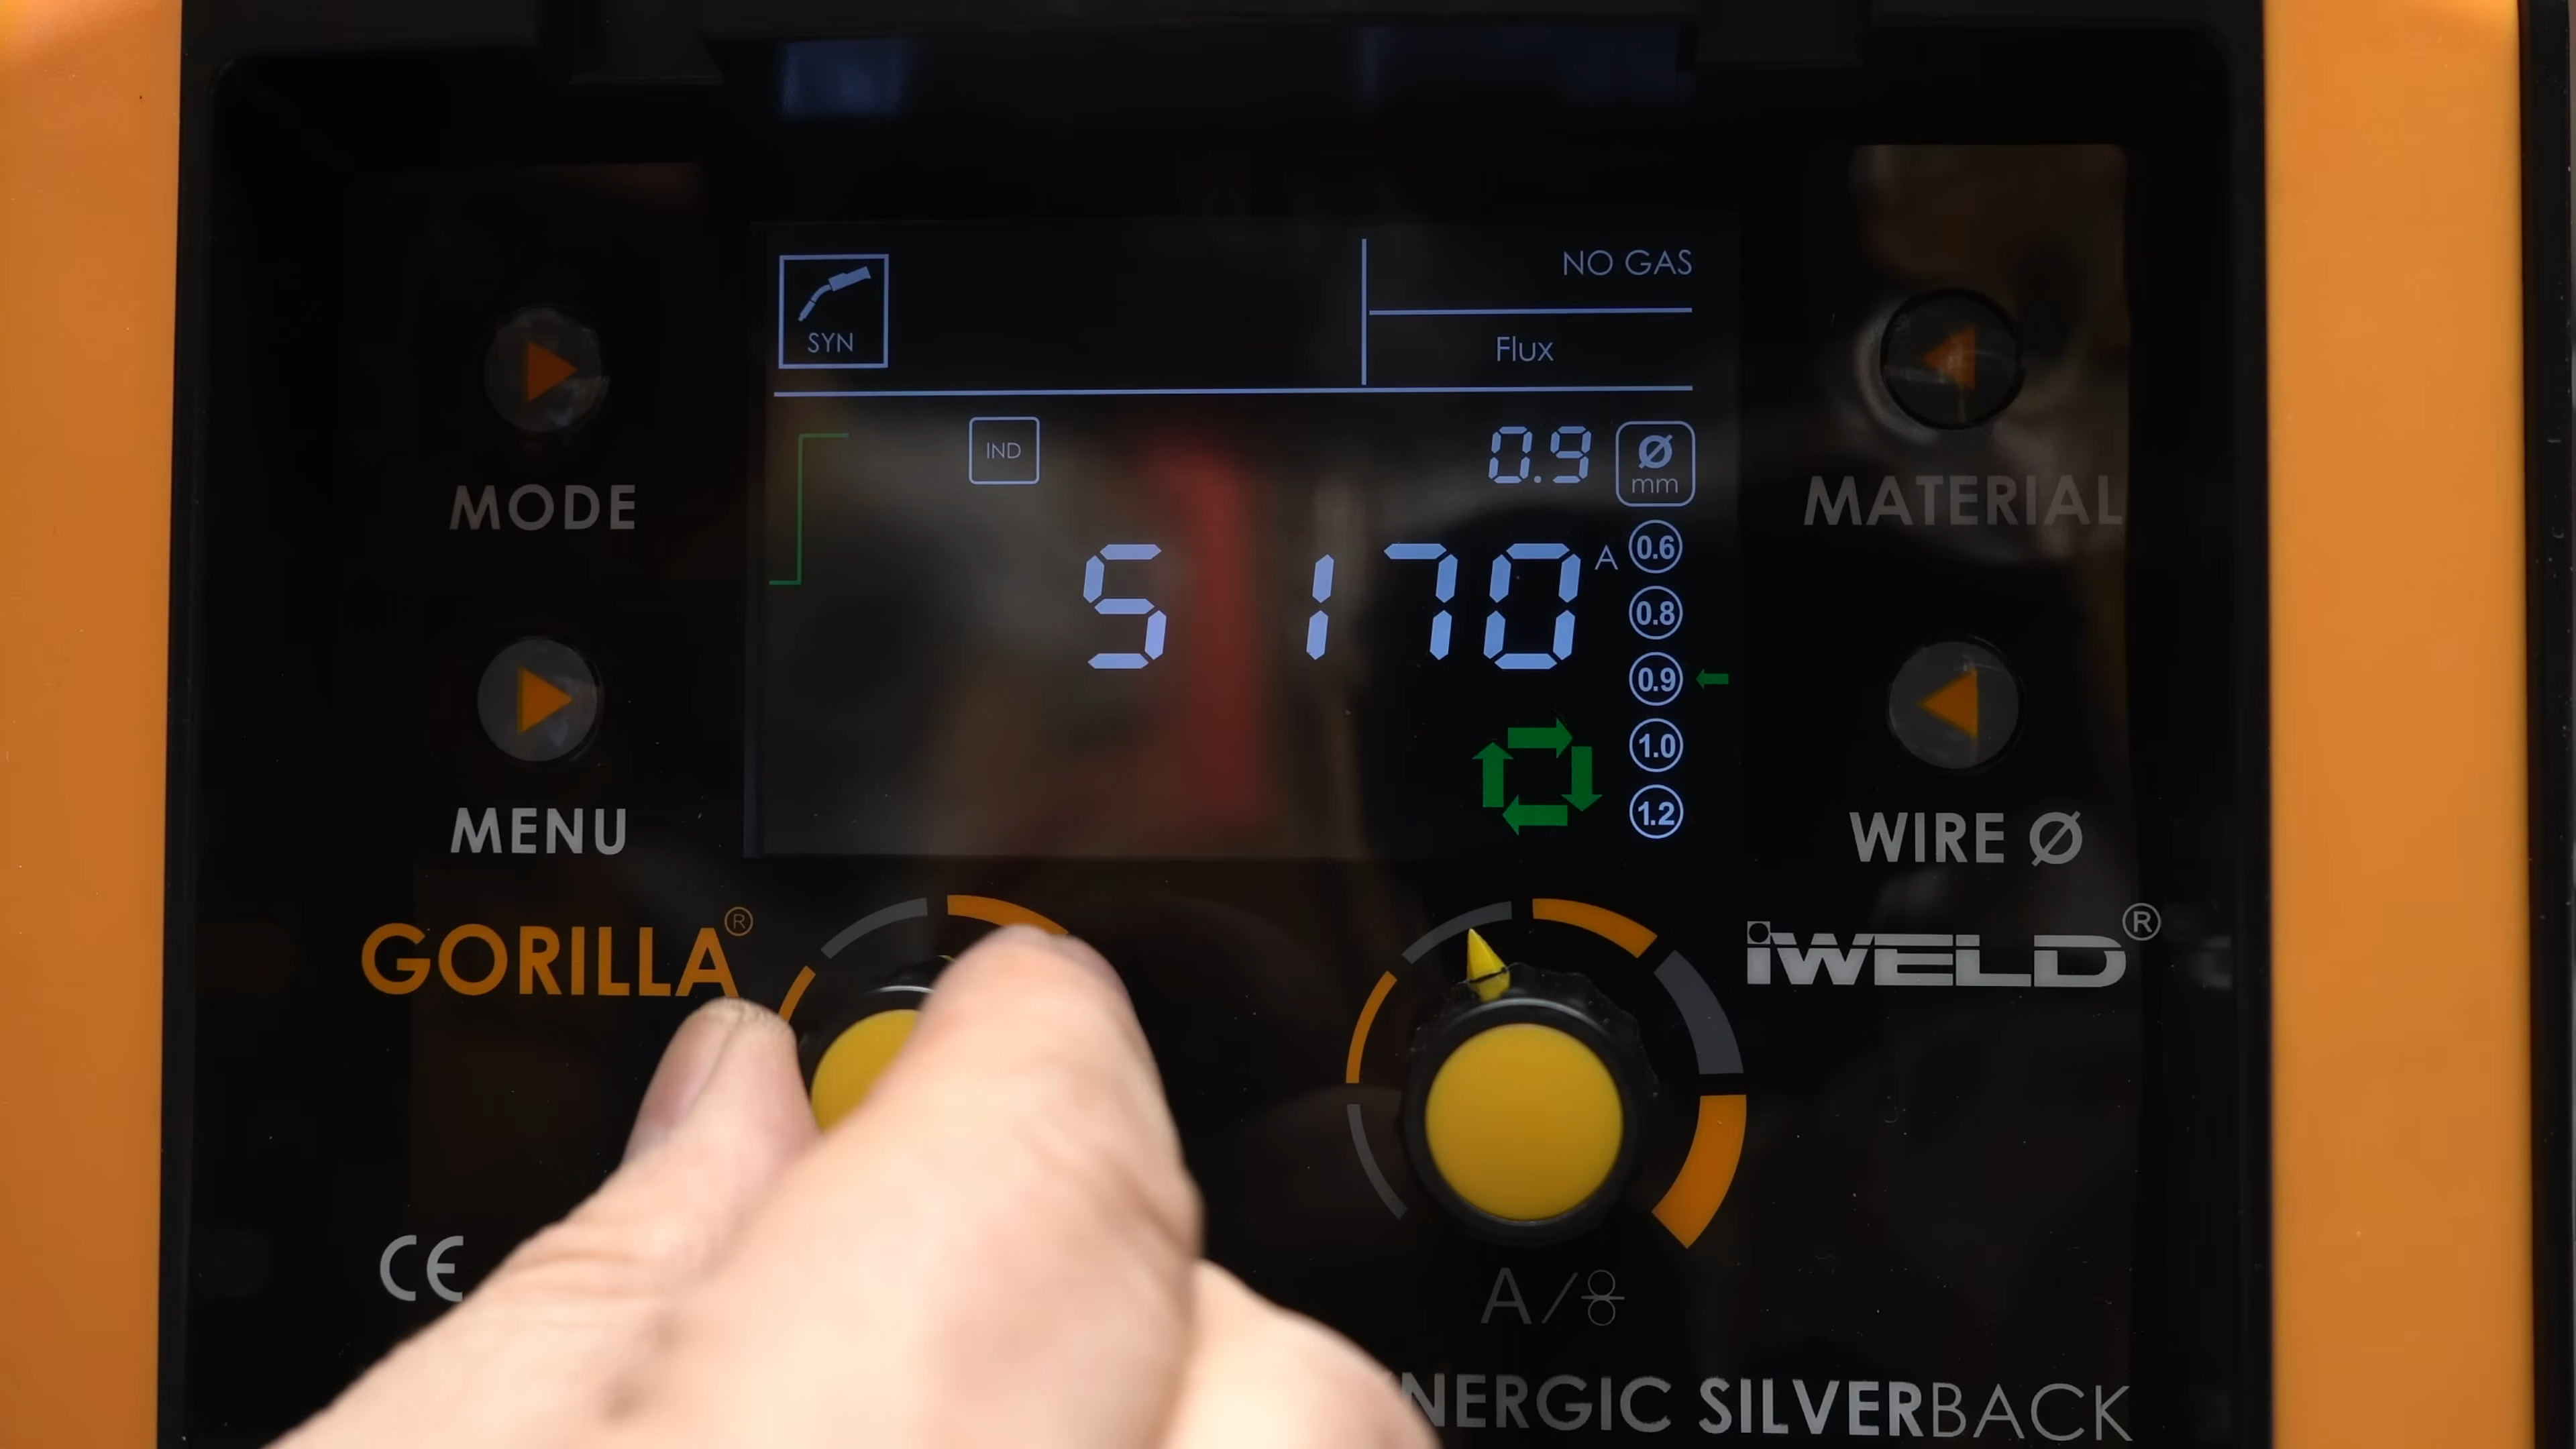 NO GAS
SYN
Flux
IND
0.9
Ø
mm
5 170 A
0.6
0.8
0.9
1.0
1.2
MODE
MATERIAL
MENU
WIRE Ø
GORILLA®
iWELD®
CE
A/
NERGIC SILVERBACK